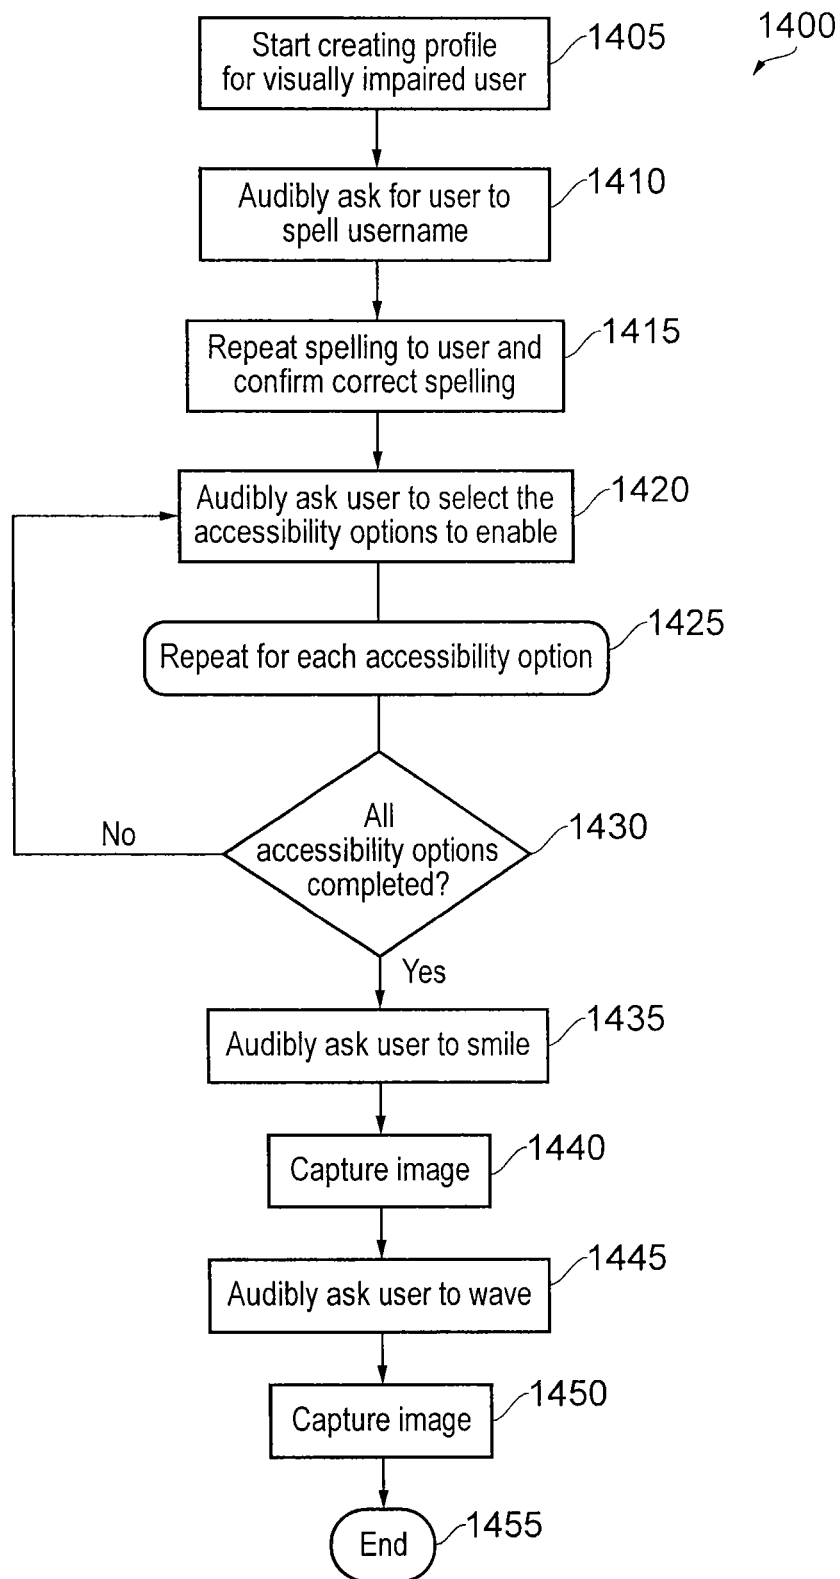 1400
Start creating profile
for visually impaired user
1405
Audibly ask for user to
spell username
1410
Repeat spelling to user and
confirm correct spelling
1415
Audibly ask user to select the
accessibility options to enable
1420
Repeat for each accessibility option
1425
All
accessibility options
completed?
1430
No
Yes
Audibly ask user to smile
1435
Capture image
1440
Audibly ask user to wave
1445
Capture image
1450
End
1455